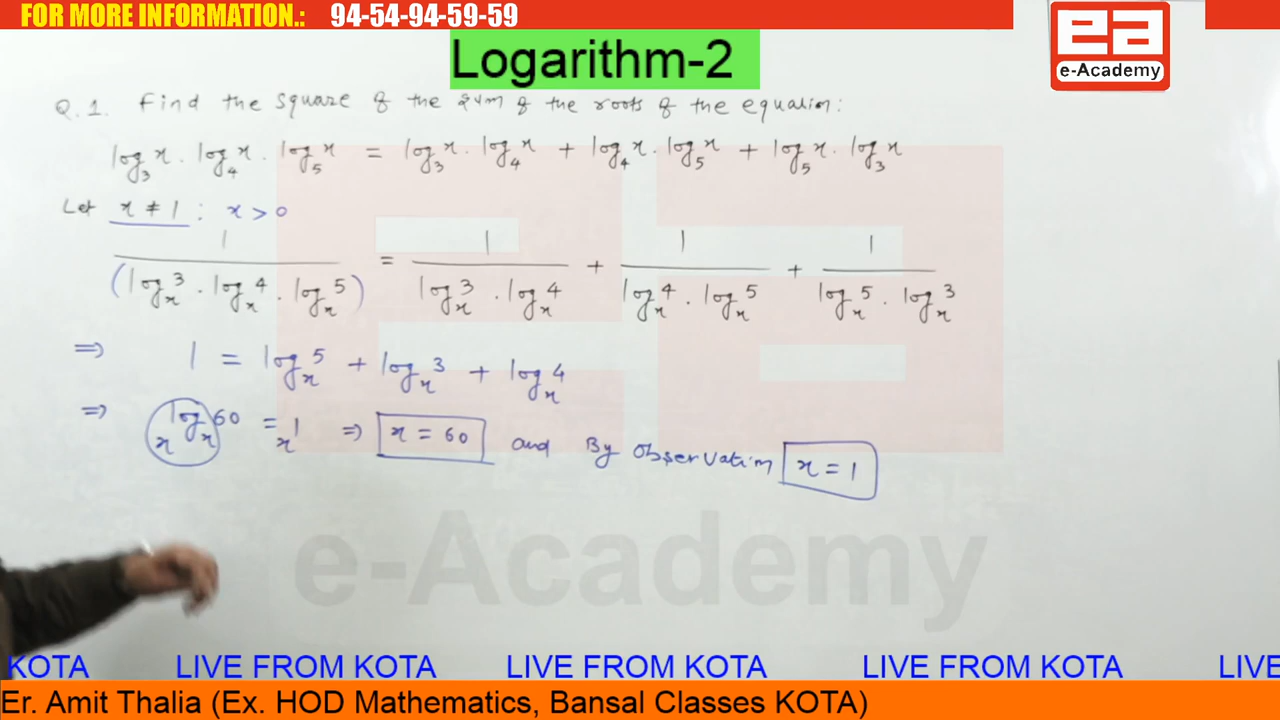 FOR MORE INFORMATION.: 94-54-94-59-59
ea
e-Academy
Logarithm-2
Q.1. Find the square of the sum of the roots of the equation:
log₃x . log₄x . log₅x = log₃x . log₄x + log₄x . log₅x + log₅x . log₃x
Let x ≠ 1 : x > 0
1/(logₓ3 . logₓ4 . logₓ5) = 1/(logₓ3 . logₓ4) + 1/(logₓ4 . logₓ5) + 1/(logₓ5 . logₓ3)
⇒ 1 = logₓ5 + logₓ3 + logₓ4
⇒ x^(logₓ60) = x^1 ⇒ x = 60 and By observation x = 1
e-Academy
KOTA LIVE FROM KOTA LIVE FROM KOTA LIVE FROM KOTA LIVE
Er. Amit Thalia (Ex. HOD Mathematics, Bansal Classes KOTA)